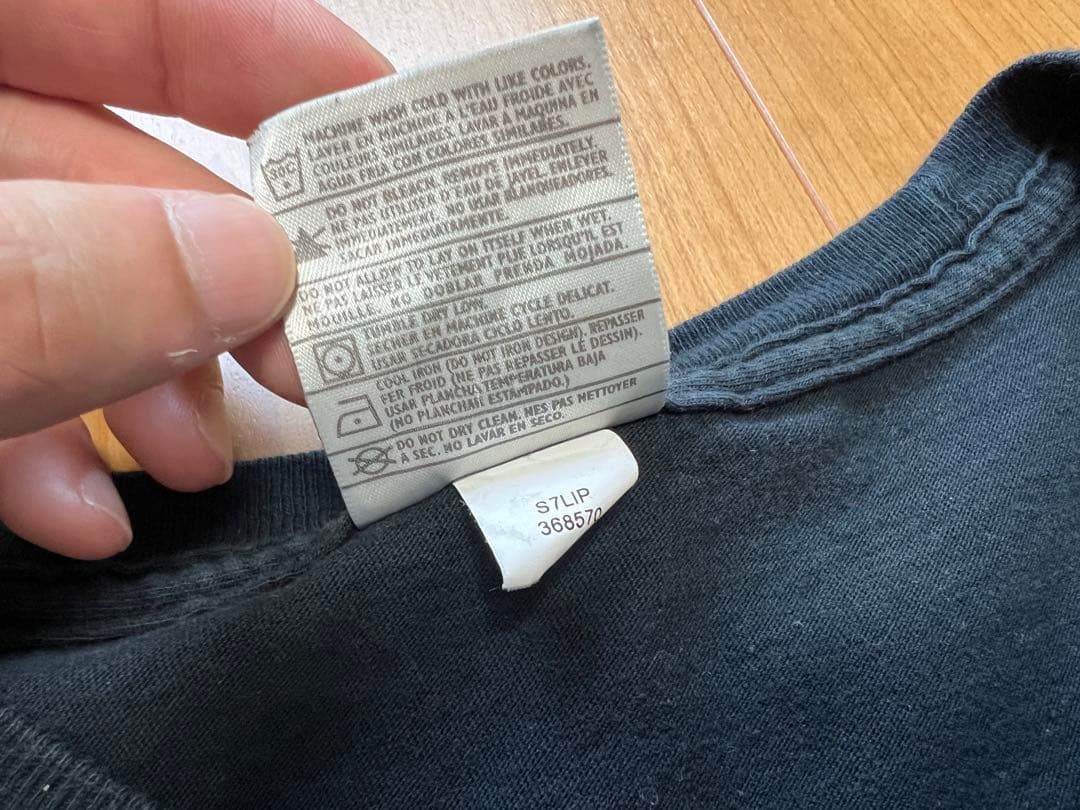 MACHINE WASH COLD WITH LIKE COLORS.
LAVER EN MACHINE A L'EAU FROIDE AVEC
COULEURS SIMILAIRES. LAVAR A MAQUINA EN
AGUA FRIA CON COLORES SIMILARES.
30C
DO NOT BLEACH. REMOVE IMMEDIATELY.
NE PAS UTILISER D'EAU DE JAVEL. ENLEVER
IMMÉDIATEMENT. NO USAR BLANQUEADORES.
SACAR IMMEDIATAMENTE.
DO NOT ALLOW TO LAY ON ITSELF WHEN WET.
NE PAS LAISSER LE VETEMENT PLIE LORSQU'IL EST
MOUILLE. NO DOBLAR PRENDA MOJADA.
TUMBLE DRY LOW.
SECHER EN MACHINE CYCLE DELICAT.
USAR SECADORA CICLO LENTO.
COOL IRON (DO NOT IRON DESIGN). REPASSER
FER FROID (NE PAS REPASSER LE DESSIN).
USAR PLANCHA TEMPERATURA BAJA
(NO PLANCHAR ESTAMPADO.)
DO NOT DRY CLEAN. NES PAS NETTOYER
A SEC. NO LAVAR EN SECO.
S7LIP
368570